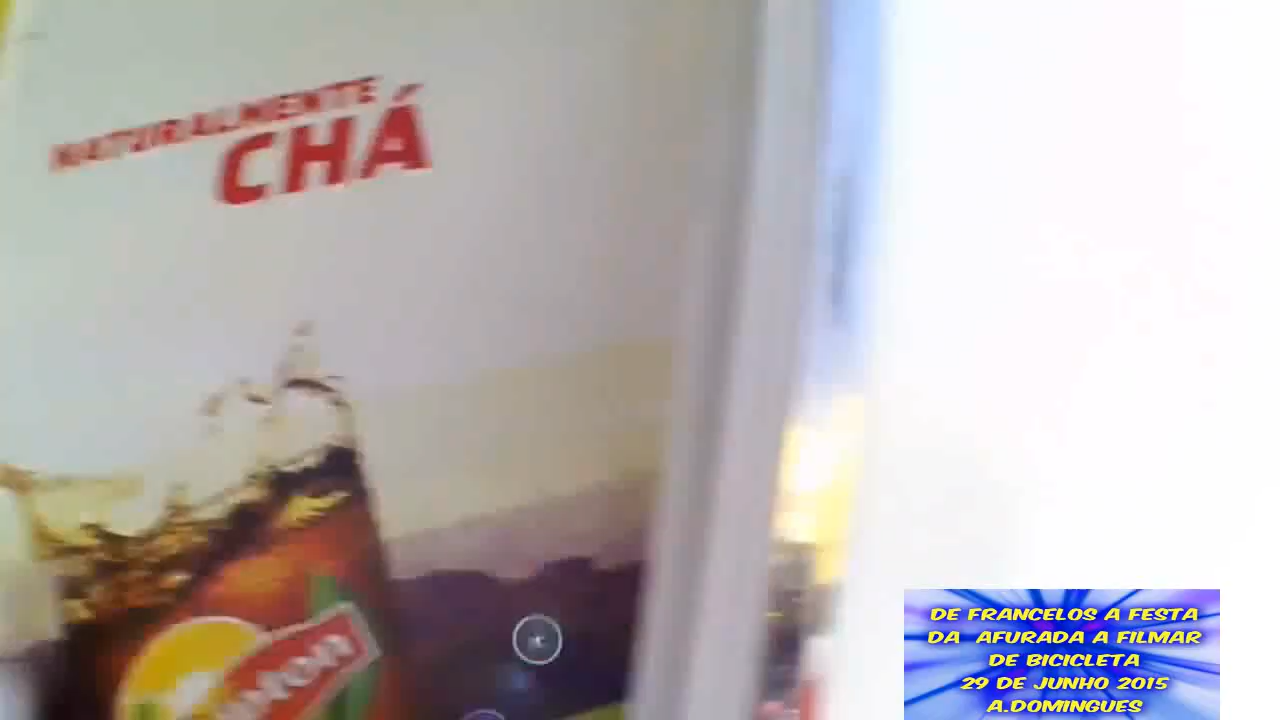 NATURALMENTE
CHÁ
DE FRANCELOS A FESTA
DA AFURADA A FILMAR
DE BICICLETA
29 DE JUNHO 2015
A.DOMINGUES